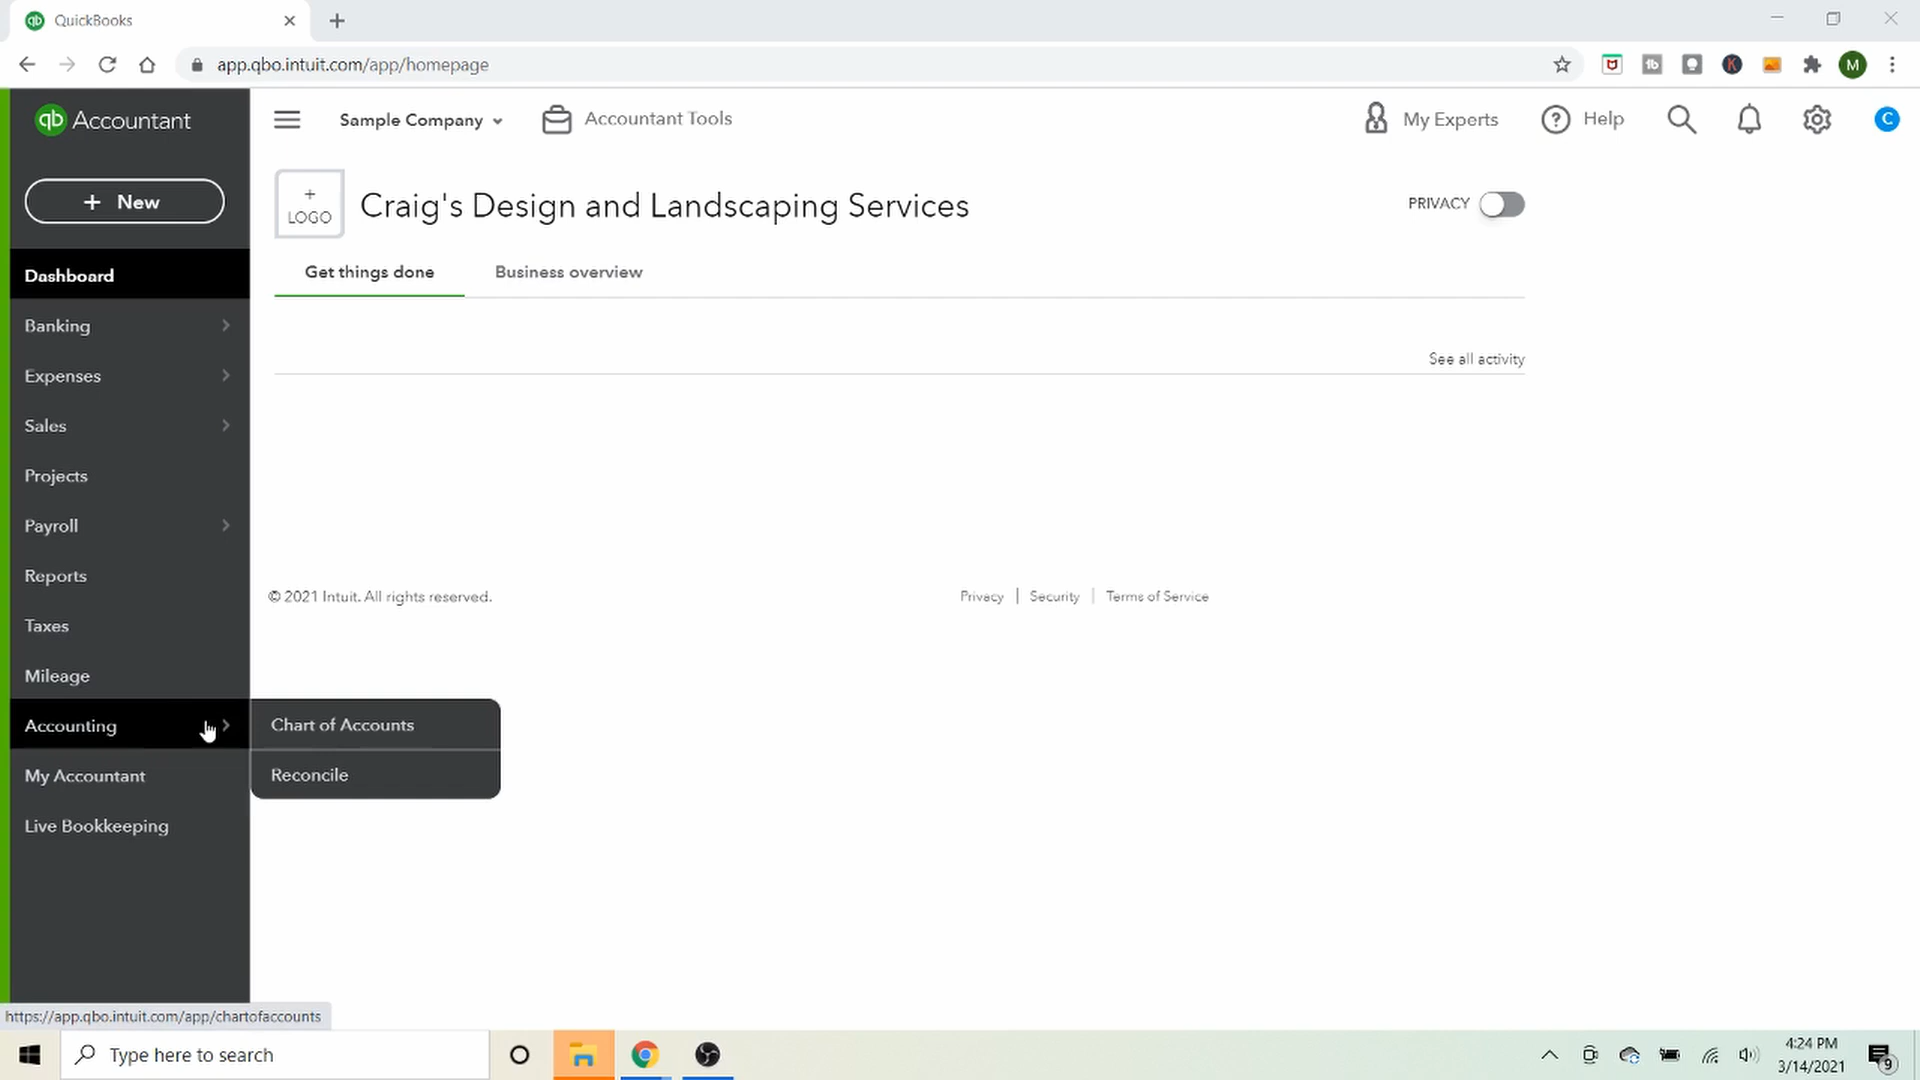 QuickBooks
app.qbo.intuit.com/app/homepage
M
qb Accountant
Sample Company
Accountant Tools
My Experts
? Help
C
+ New
+
LOGO
Craig's Design and Landscaping Services
PRIVACY
Get things done
Business overview
See all activity
Dashboard
Banking
Expenses
Sales
Projects
Payroll
Reports
Taxes
Mileage
Accounting
My Accountant
Live Bookkeeping
Chart of Accounts
Reconcile
© 2021 Intuit. All rights reserved.
Privacy | Security | Terms of Service
https://app.qbo.intuit.com/app/chartofaccounts
Type here to search
4:24 PM
3/14/2021
9